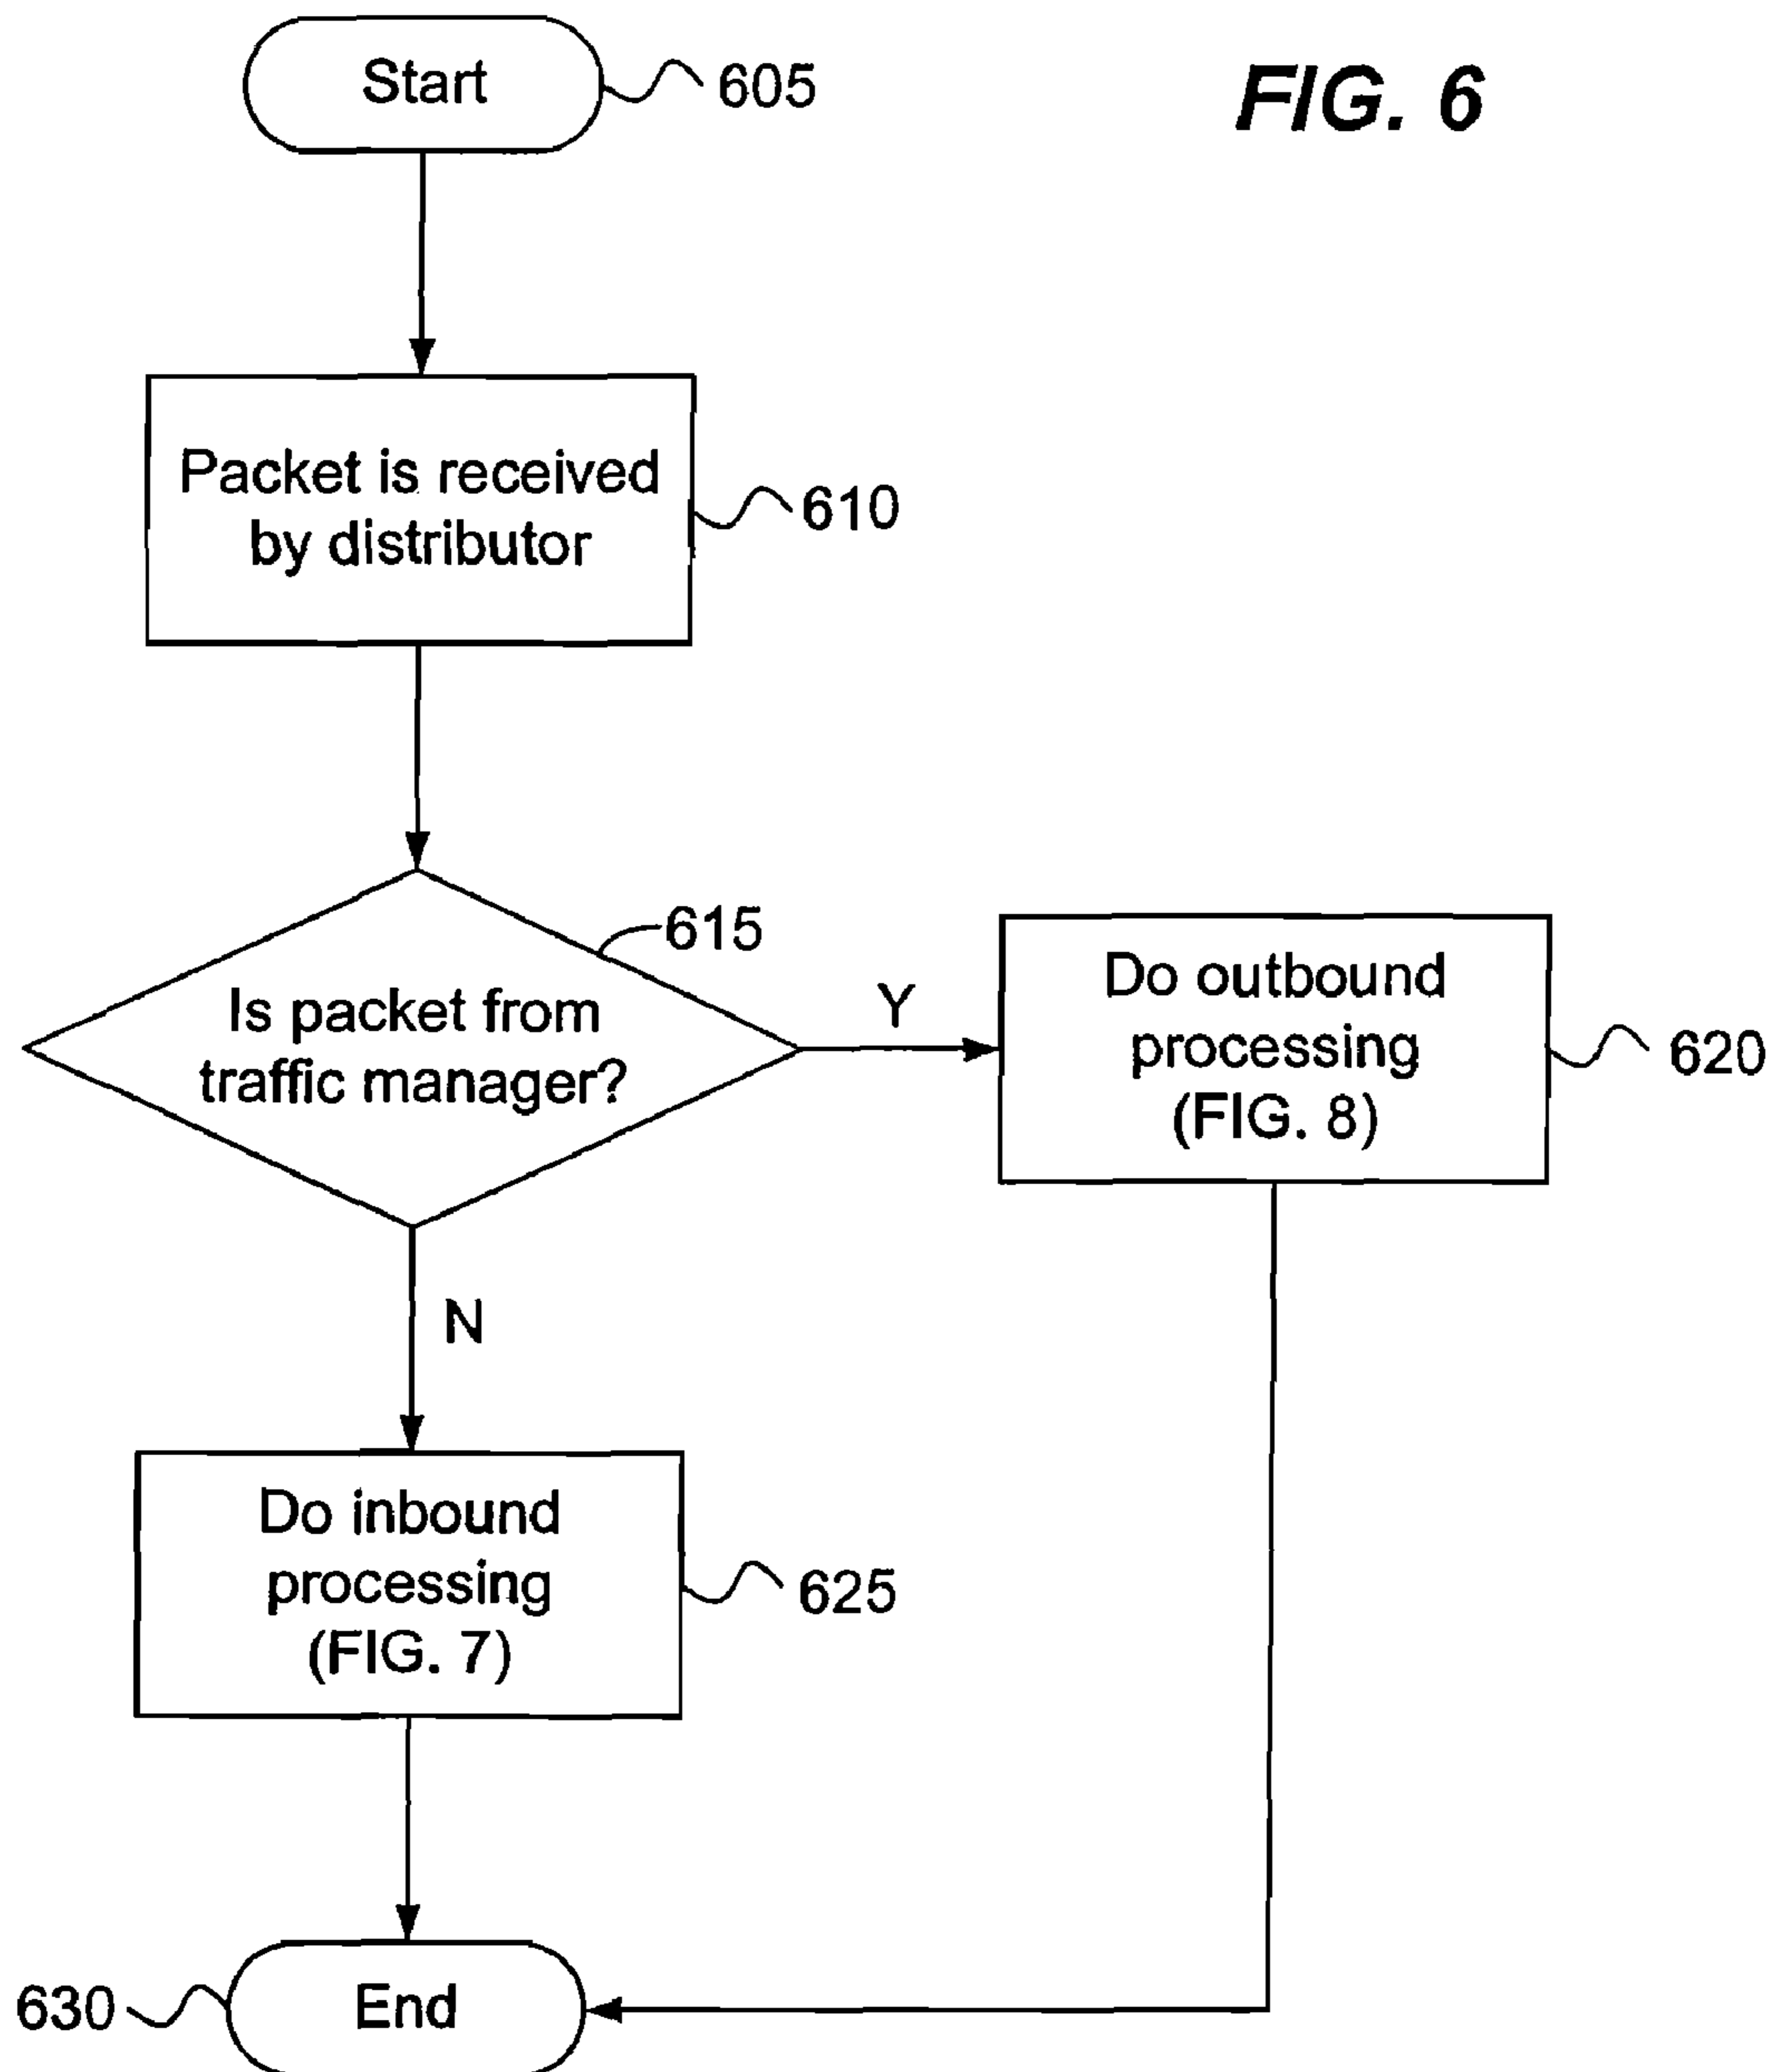 FIG. 6
Start
605
Packet is received
by distributor
610
615
Is packet from
traffic manager?
Y
Do outbound
processing
(FIG. 8)
620
N
Do inbound
processing
(FIG. 7)
625
630
End